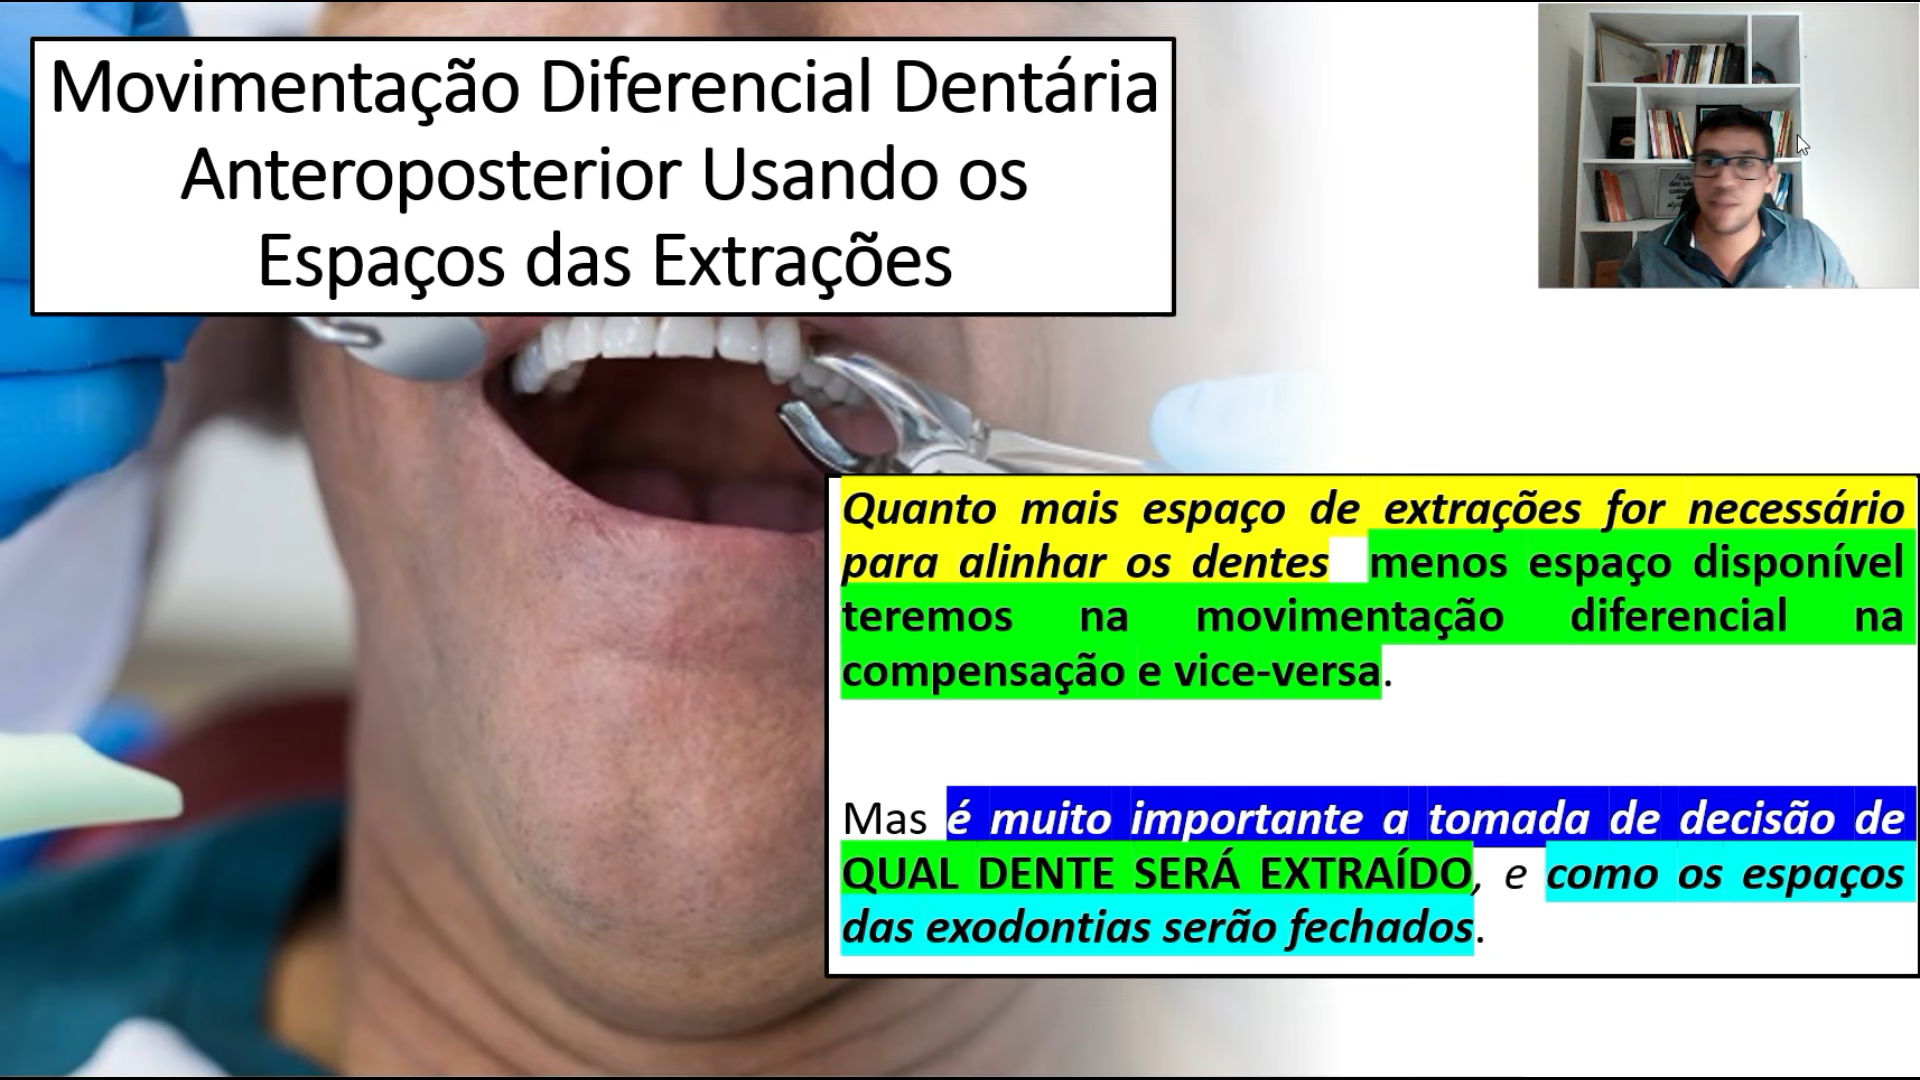 Movimentação Diferencial Dentária
Anteroposterior Usando os
Espaços das Extrações
Quanto mais espaço de extrações for necessário
para alinhar os dentes menos espaço disponível
teremos na movimentação diferencial na
compensação e vice-versa.
Mas é muito importante a tomada de decisão de
QUAL DENTE SERÁ EXTRAÍDO, e como os espaços
das exodontias serão fechados.